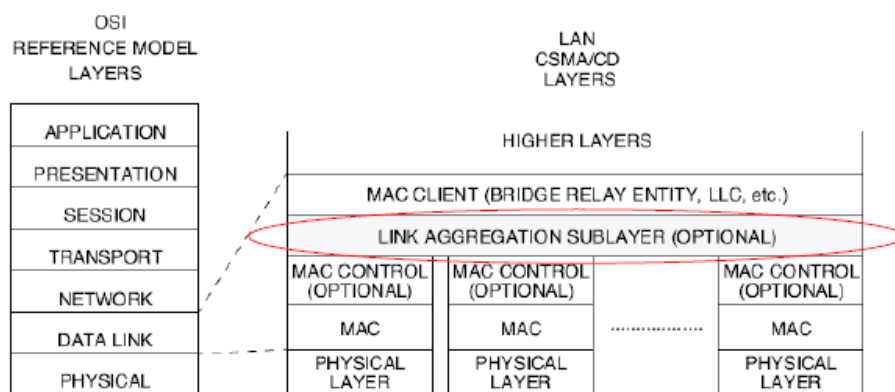 OSI
REFERENCE MODEL
LAYERS
APPLICATION
PRESENTATION
SESSION
TRANSPORT
NETWORK
DATA LINK
PHYSICAL
LAN
CSMA/CD
LAYERS
HIGHER LAYERS
MAC CLIENT (BRIDGE RELAY ENTITY, LLC, etc.)
LINK AGGREGATION SUBLAYER (OPTIONAL)
MAC CONTROL
(OPTIONAL)
MAC CONTROL
(OPTIONAL)
MAC CONTROL
(OPTIONAL)
MAC
MAC
MAC
PHYSICAL
LAYER
PHYSICAL
LAYER
PHYSICAL
LAYER